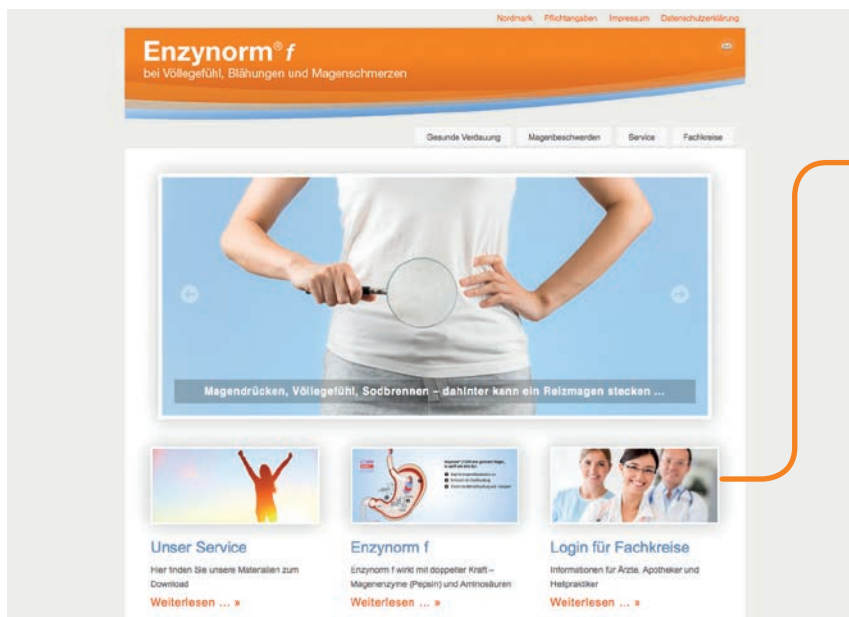 Nordmark Pflichtangaben Impressum Datenschutzerklärung
Enzynorm® f
bei Völlegefühl, Blähungen und Magenschmerzen
Gesunde Verdauung Magenbeschwerden Service Fachkreise
Magendrücken, Völlegefühl, Sodbrennen – dahinter kann ein Reizmagen stecken ...
Unser Service
Hier finden Sie unsere Materialien zum
Download
Weiterlesen ... »
Enzynorm f
Enzynorm f wirkt mit doppelter Kraft –
Magenenzyme (Pepsin) und Aminosäuren
Weiterlesen ... »
Login für Fachkreise
Informationen für Ärzte, Apotheker und
Heilpraktiker
Weiterlesen ... »